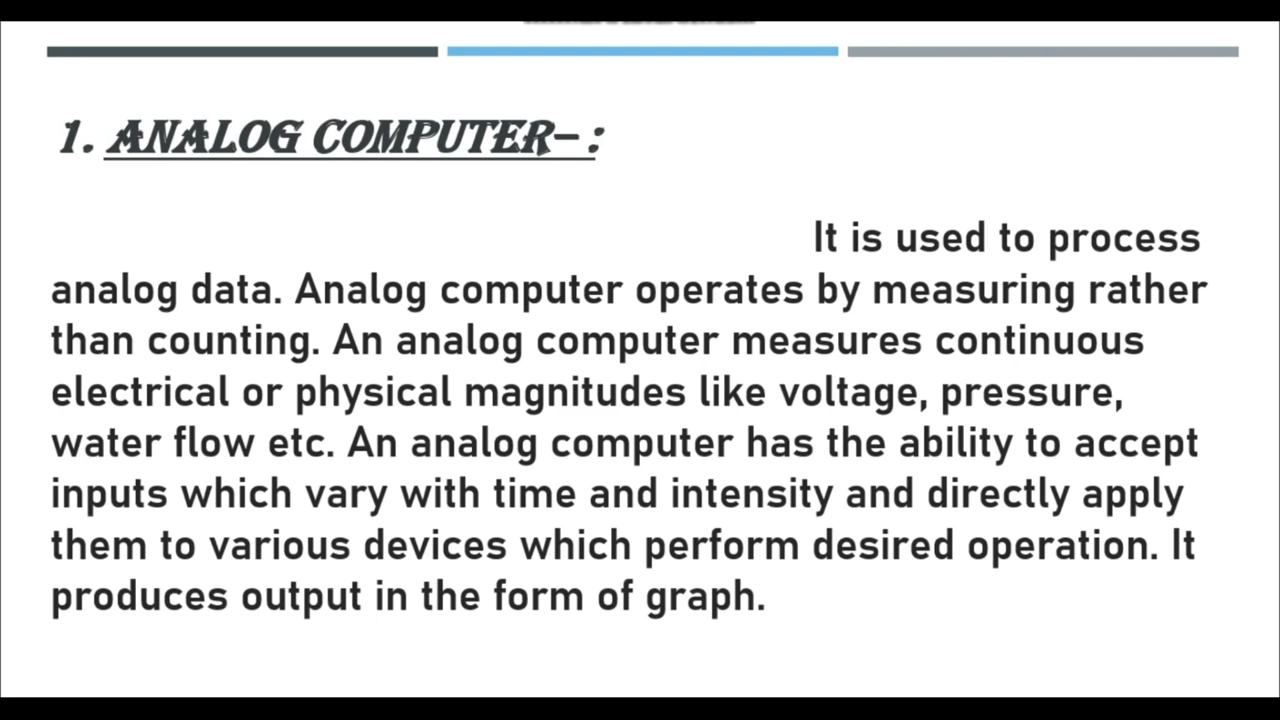 1. ANALOG COMPUTER– :
It is used to process
analog data. Analog computer operates by measuring rather
than counting. An analog computer measures continuous
electrical or physical magnitudes like voltage, pressure,
water flow etc. An analog computer has the ability to accept
inputs which vary with time and intensity and directly apply
them to various devices which perform desired operation. It
produces output in the form of graph.